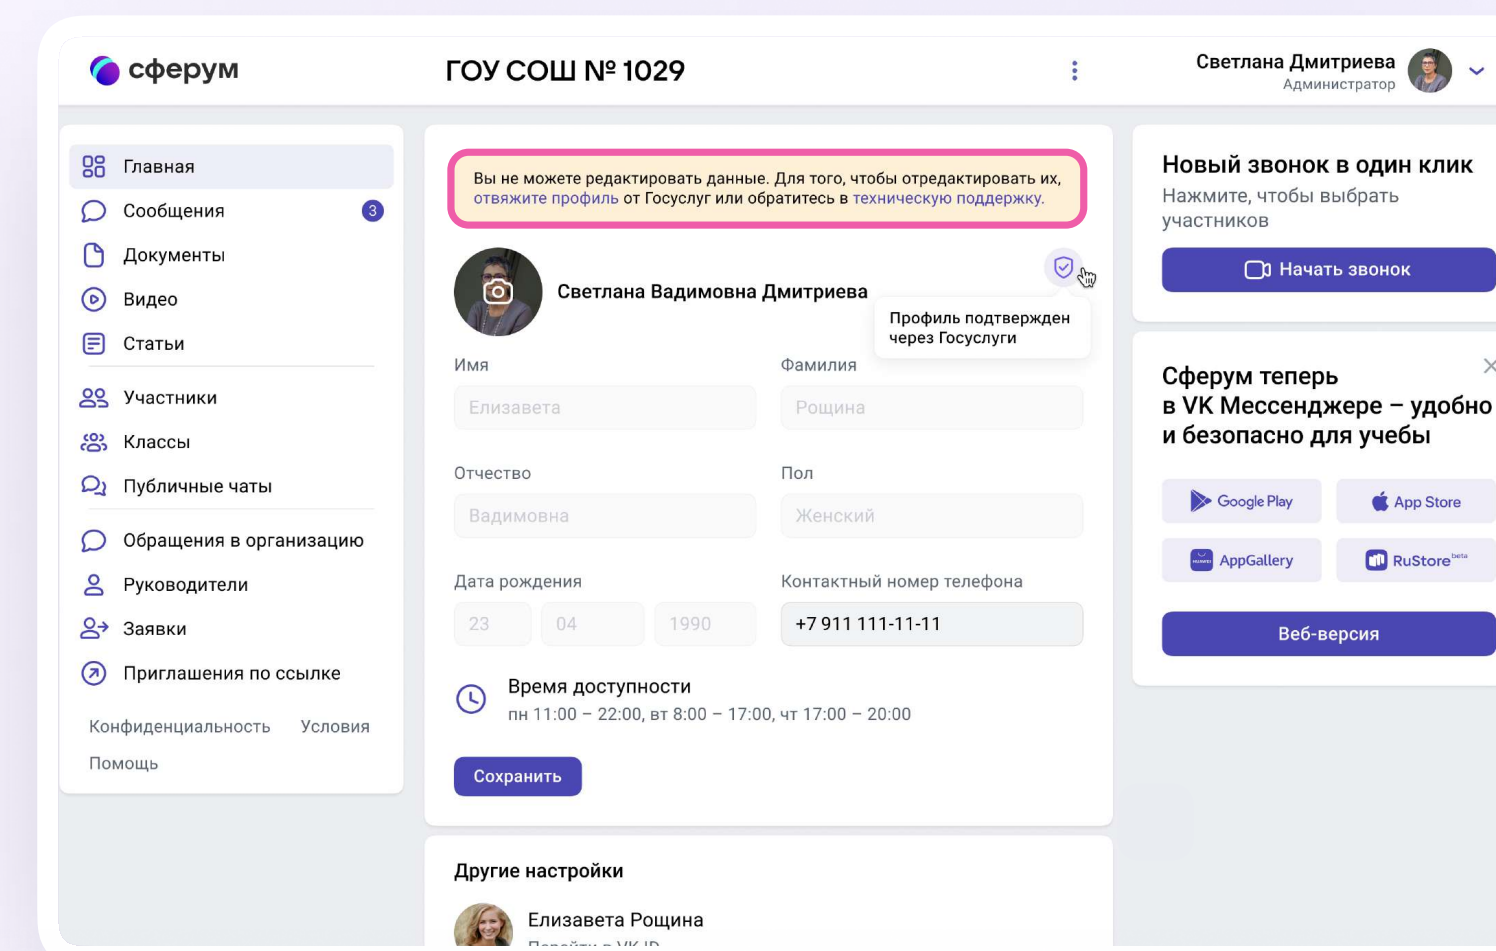 сферум
ГОУ СОШ № 1029
Светлана Дмитриева
Администратор
Главная
Сообщения
3
Документы
Видео
Статьи
Участники
Классы
Публичные чаты
Обращения в организацию
Руководители
Заявки
Приглашения по ссылке
Конфиденциальность Условия
Помощь
Вы не можете редактировать данные. Для того, чтобы отредактировать их,
отвяжите профиль от Госуслуг или обратитесь в техническую поддержку.
Светлана Вадимовна Дмитриева
Профиль подтвержден
через Госуслуги
Имя
Фамилия
Елизавета
Рощина
Отчество
Пол
Вадимовна
Женский
Дата рождения
Контактный номер телефона
23 04 1990
+7 911 111-11-11
Время доступности
пн 11:00 – 22:00, вт 8:00 – 17:00, чт 17:00 – 20:00
Сохранить
Другие настройки
Елизавета Рощина
Перейти в VK ID
Новый звонок в один клик
Нажмите, чтобы выбрать
участников
Начать звонок
Сферум теперь
в VK Мессенджере – удобно
и безопасно для учебы
Google Play
App Store
HUAWEI
AppGallery
RuStore beta
Веб-версия